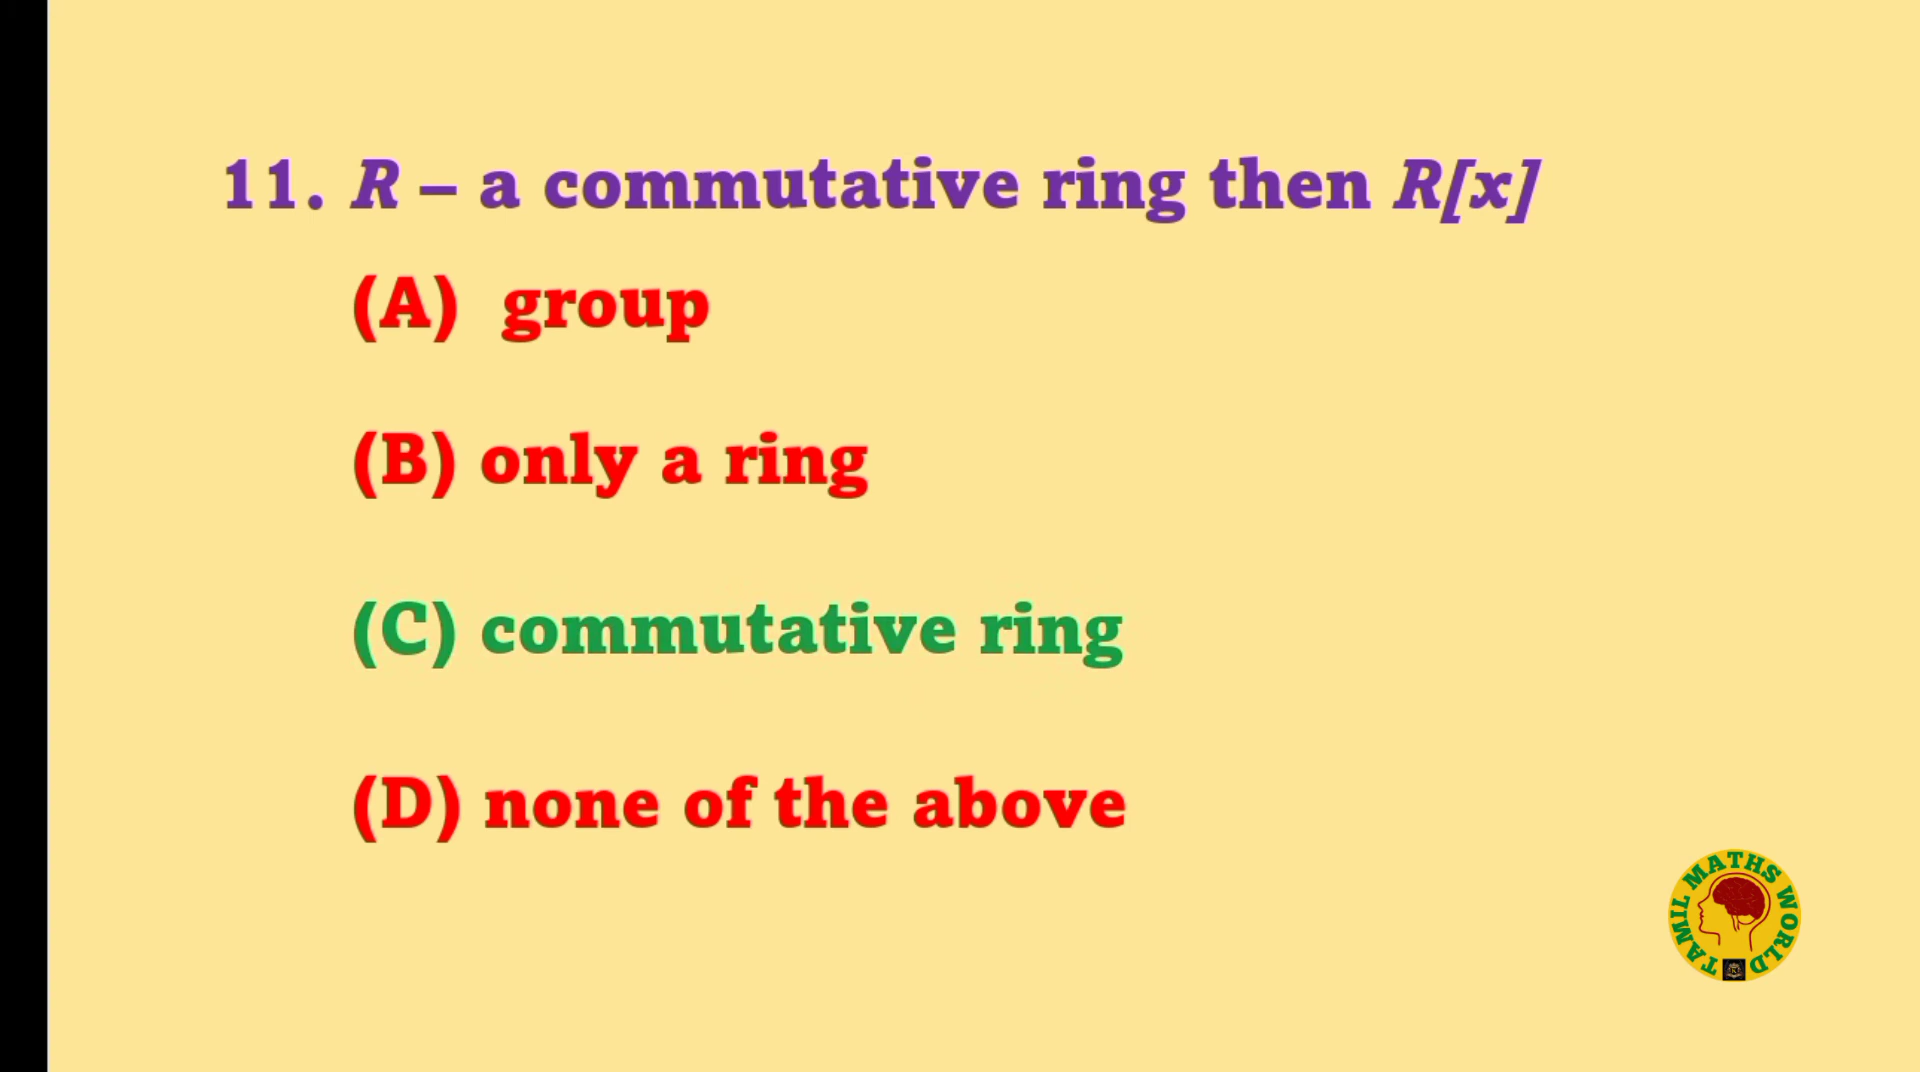 11. R – a commutative ring then R[x]
(A) group
(B) only a ring
(C) commutative ring
(D) none of the above
TAMIL MATHS WORLD